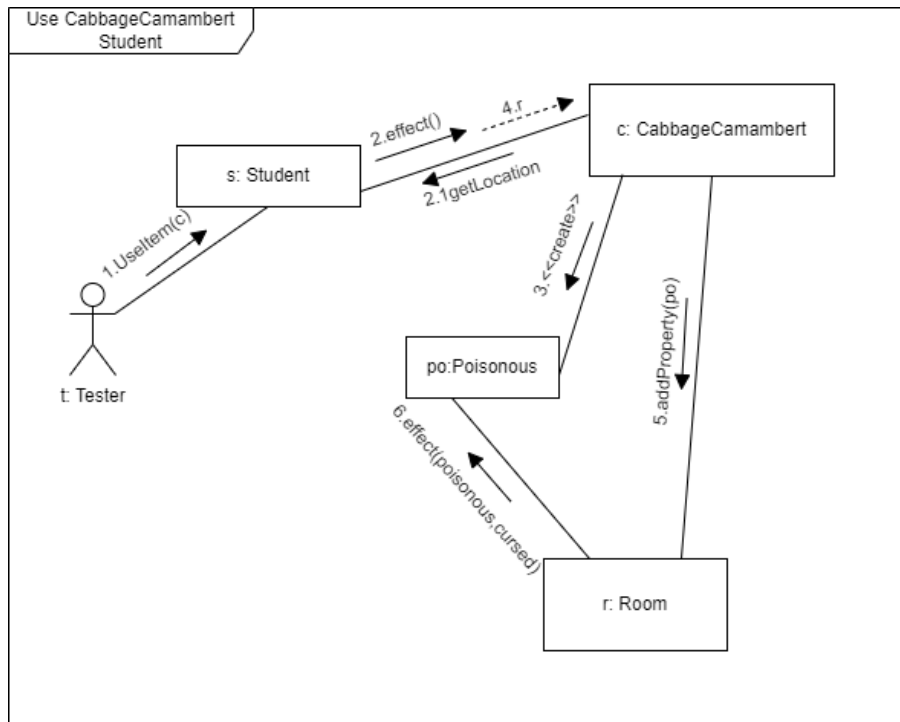 Use CabbageCamambert
Student
4.r
2.effect()
c: CabbageCamambert
s: Student
2.1getLocation
1.UseItem(c)
3.<<create>>
5.addProperty(po)
po:Poisonous
t: Tester
6.effect(poisonous,cursed)
r: Room